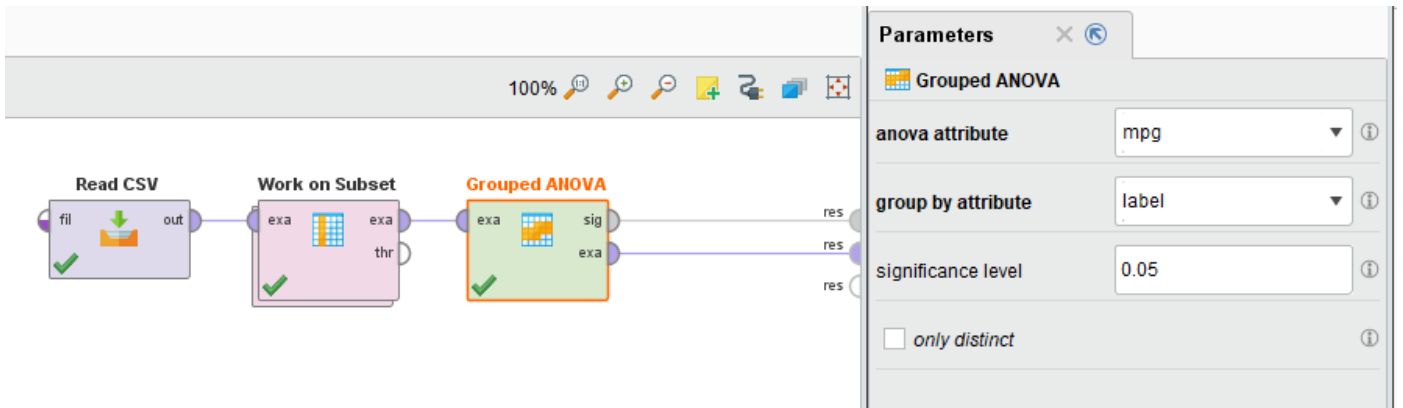 Parameters
Grouped ANOVA
100%
anova attribute
mpg
Read CSV
Work on Subset
Grouped ANOVA
group by attribute
label
fil
out
exa
exa
exa
sig
res
thr
exa
res
significance level
0.05
res
only distinct